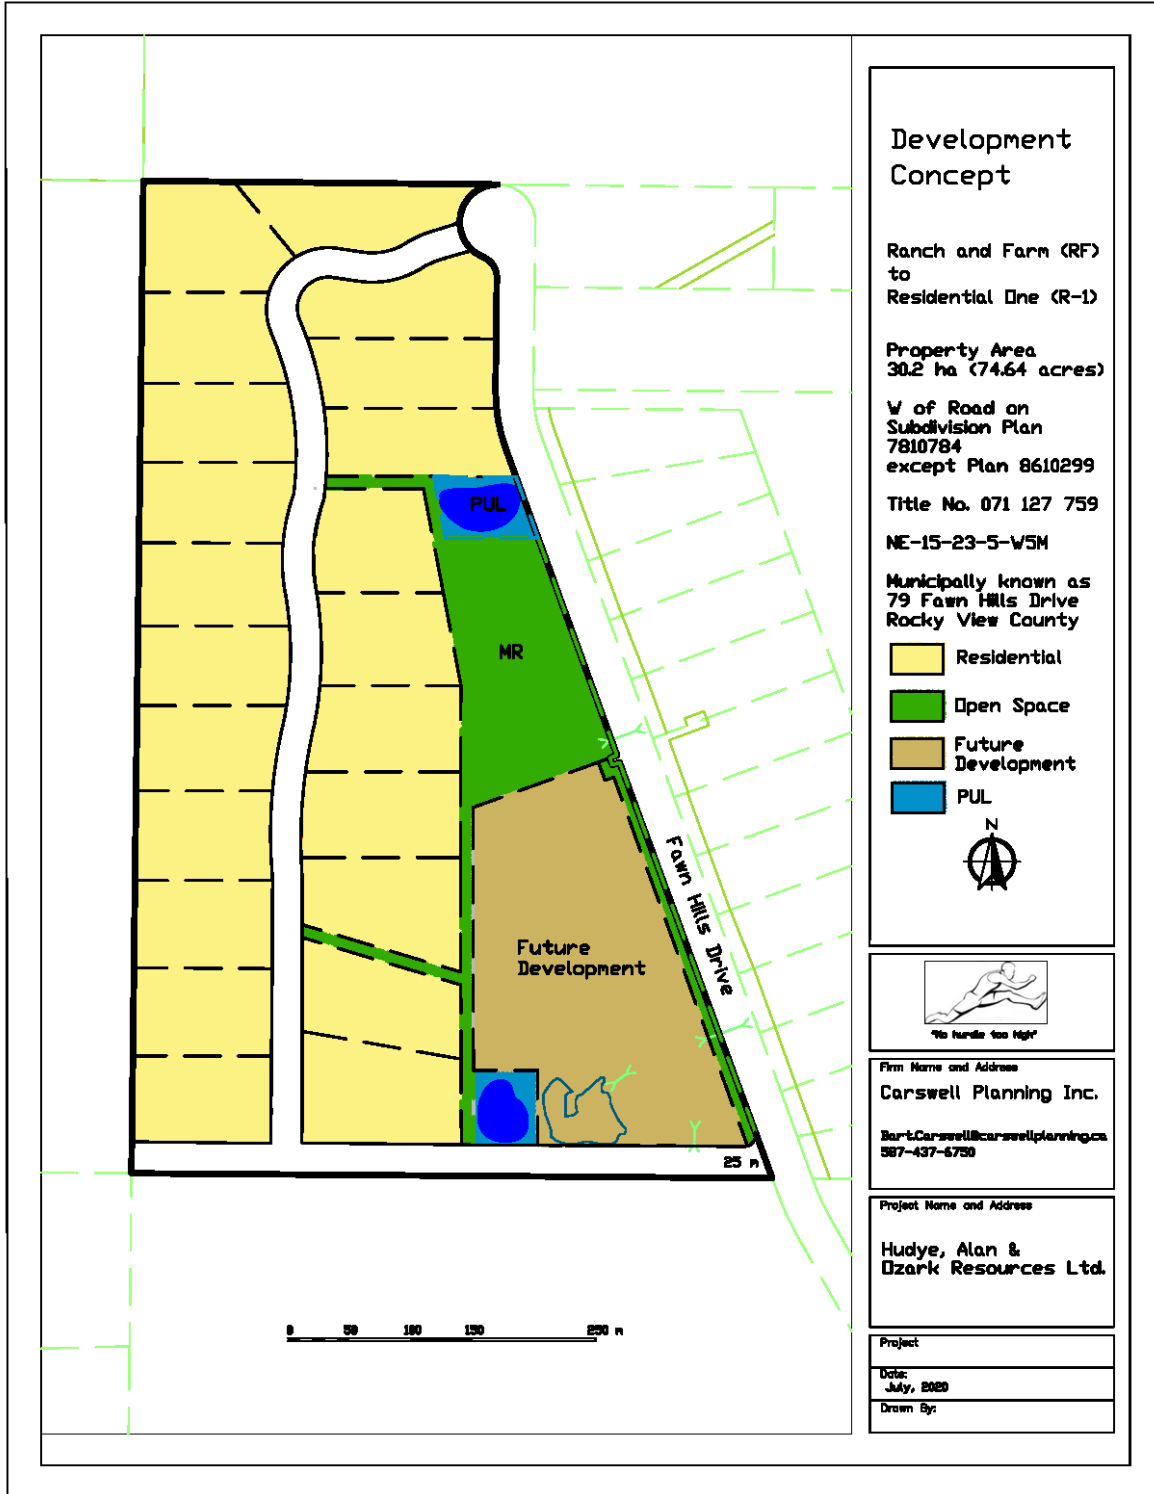 Development
Concept
Ranch and Farm (RF)
to
Residential One (R-1)
Property Area
30.2 ha (74.64 acres)
W of Road on
Subdivision Plan
7810784
except Plan 8610299
Title No. 071 127 759
NE-15-23-5-W5M
Municipally known as
79 Fawn Hills Drive
Rocky View County
Residential
Open Space
Future
Development
PUL
N
"No hurdle too high"
Firm Name and Address
Carswell Planning Inc.
Bart.Carswell@carswellplanning.ca
587-437-6750
Project Name and Address
Hudye, Alan &
Ozark Resources Ltd.
Project
Date:
July, 2020
Drawn By:
PUL
MR
Fawn Hills Drive
Future
Development
25 m
0 50 100 150 250 m